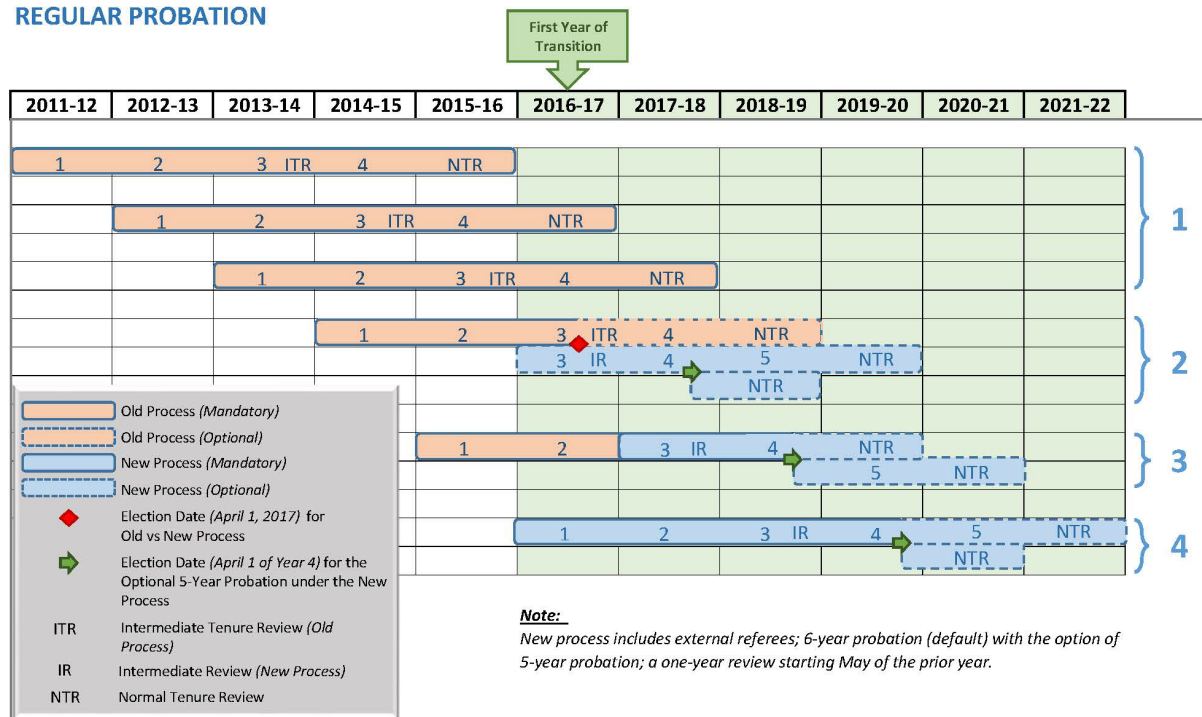 REGULAR PROBATION
First Year of
Transition
2011-12 2012-13 2013-14 2014-15 2015-16 2016-17 2017-18 2018-19 2019-20 2020-21 2021-22
1 2 3 ITR 4 NTR
1 2 3 ITR 4 NTR
1
1 2 3 ITR 4 NTR
1 2 3 ITR 4 NTR
3 IR 4 5 NTR
2
NTR
Old Process (Mandatory)
Old Process (Optional)
New Process (Mandatory)
New Process (Optional)
Election Date (April 1, 2017) for
Old vs New Process
Election Date (April 1 of Year 4) for the
Optional 5-Year Probation under the New
Process
ITR Intermediate Tenure Review (Old
Process)
IR Intermediate Review (New Process)
NTR Normal Tenure Review
1 2 3 IR 4 NTR
3
5 NTR
1 2 3 IR 4 5 NTR
4
NTR
Note:
New process includes external referees; 6-year probation (default) with the option of
5-year probation; a one-year review starting May of the prior year.